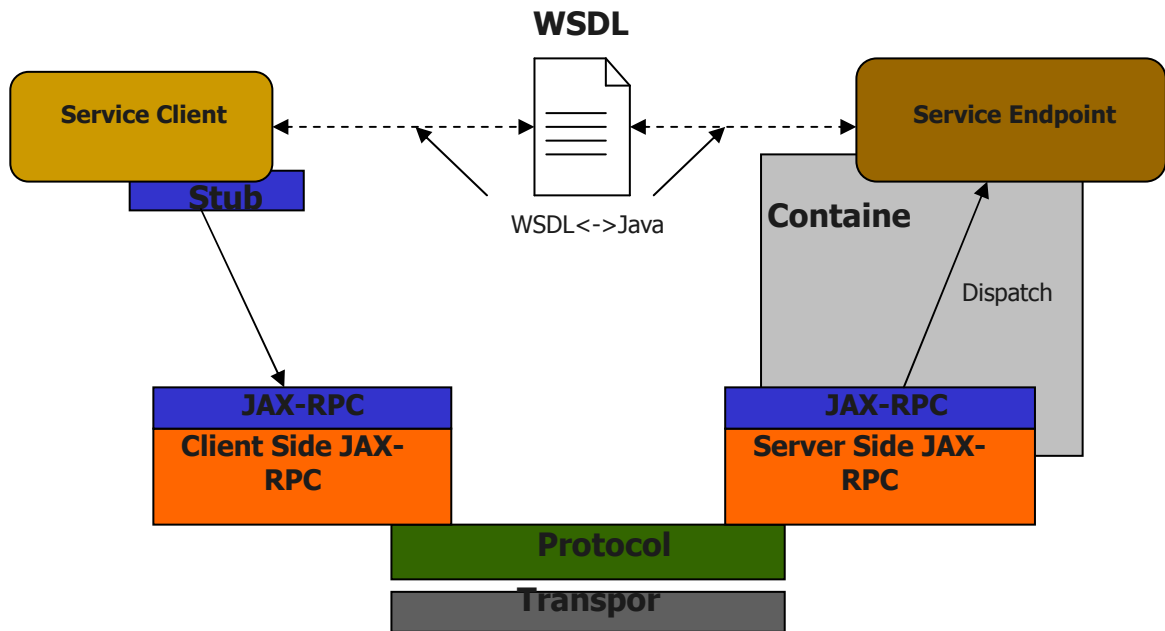 WSDL
Service Client
Service Endpoint
Stub
WSDL<->Java
Containe
Dispatch
JAX-RPC
JAX-RPC
Client Side JAX-
RPC
Server Side JAX-
RPC
Protocol
Transpor